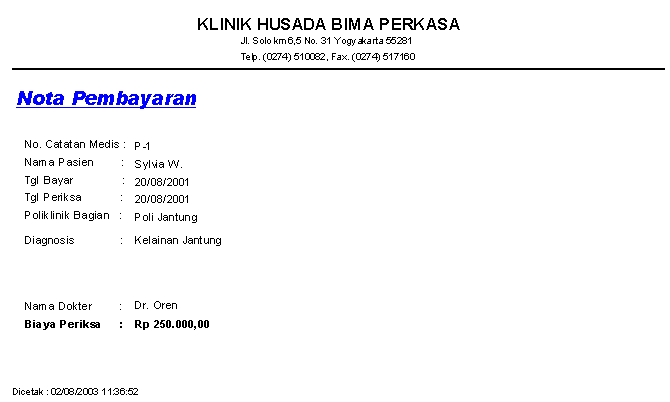 KLINIK HUSADA BIMA PERKASA
Jl. Solo km 6,5 No. 31 Yogyakarta 55281
Telp. (0274) 510082, Fax. (0274) 517160
Nota Pembayaran
No. Catatan Medis : P-1
Nama Pasien : Sylvia W.
Tgl Bayar : 20/08/2001
Tgl Periksa : 20/08/2001
Poliklinik Bagian : Poli Jantung
Diagnosis : Kelainan Jantung
Nama Dokter : Dr. Oren
Biaya Periksa : Rp 250.000,00
Dicetak : 02/08/2003 11:36:52